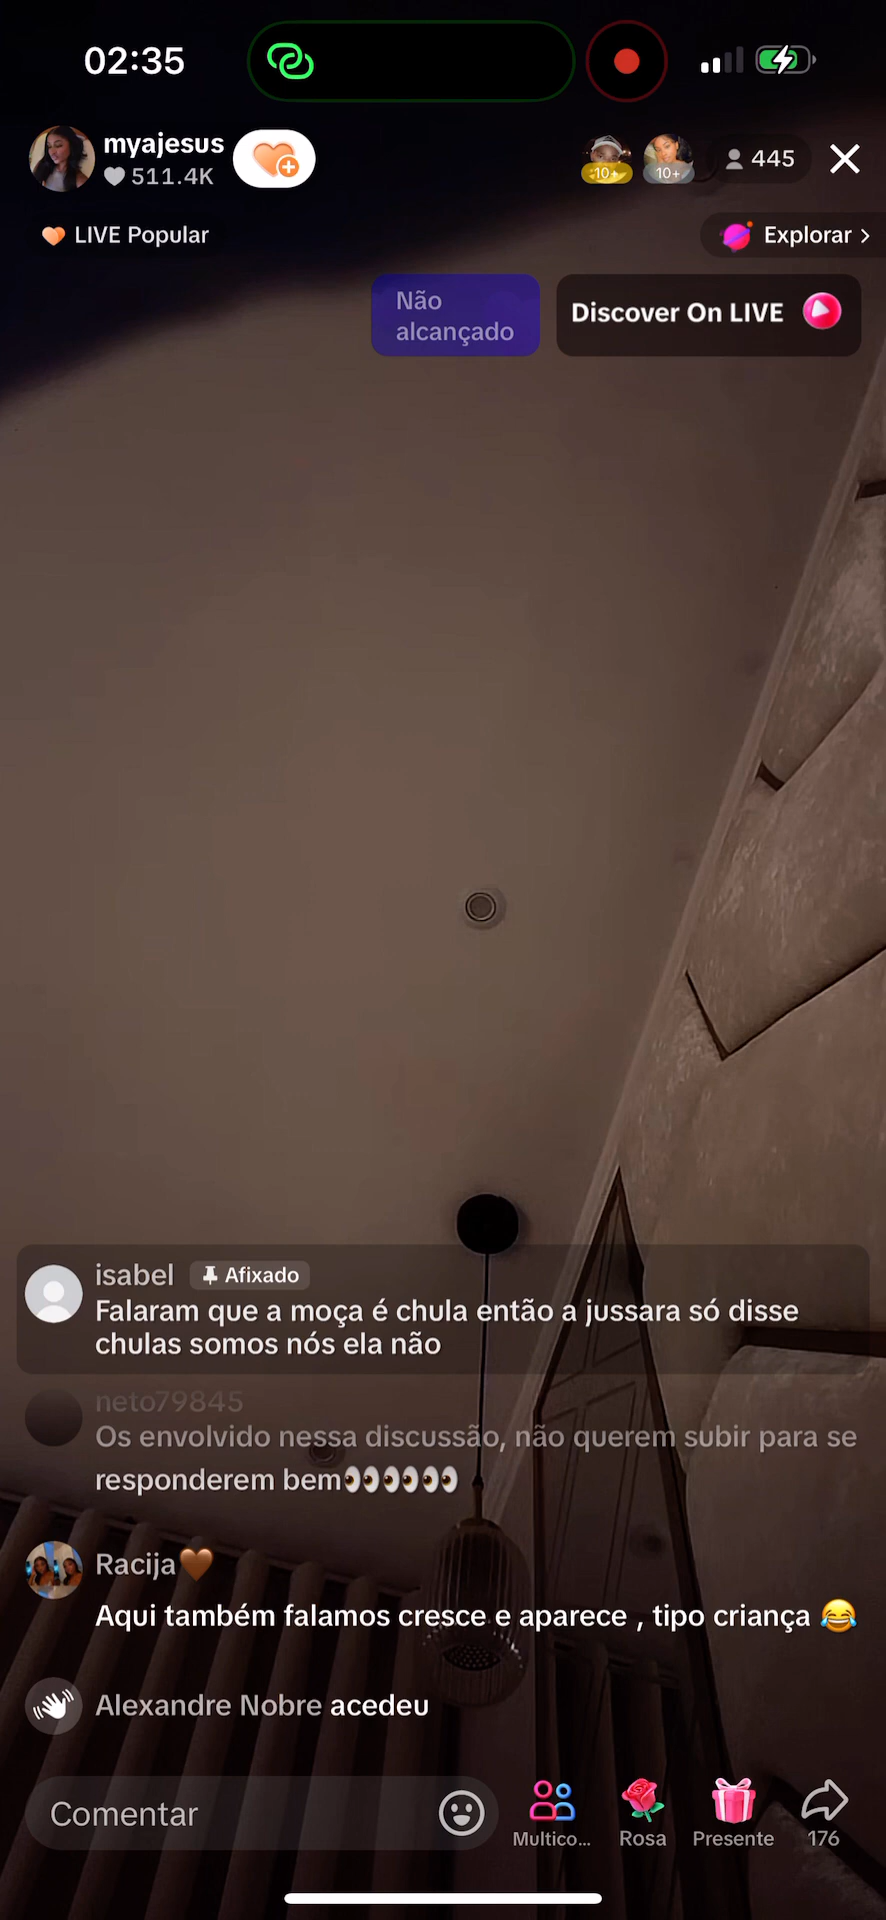 02:35
myajesus
511.4K
10+
10+
445
LIVE Popular
Explorar
Não
alcançado
Discover On LIVE
isabel
Afixado
Falaram que a moça é chula então a jussara só disse
chulas somos nós ela não
neto79845
Os envolvido nessa discussão, não querem subir para se
responderem bem👀👀👀
Racija🤎
Aqui também falamos cresce e aparece , tipo criança 😂
Alexandre Nobre acedeu
Comentar
Multico...
Rosa
Presente
176